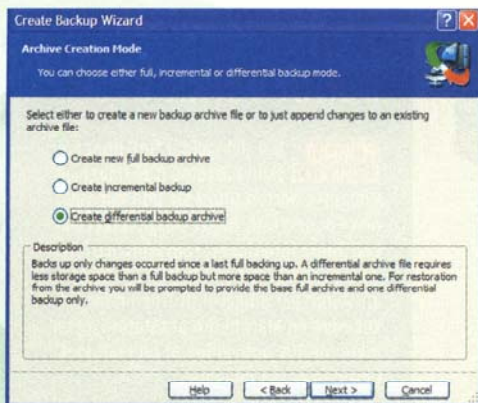 Create Backup Wizard
Archive Creation Mode
You can choose either full, incremental or differential backup mode.
Select either to create a new backup archive file or to just append changes to an existing
archive file:
Create new full backup archive
Create incremental backup
Create differential backup archive
Description
Backs up only changes occurred since a last full backing up. A differential archive file requires
less storage space than a full backup but more space than an incremental one. For restoration
from the archive you will be prompted to provide the base full archive and one differential
backup only.
Help
< Back
Next >
Cancel